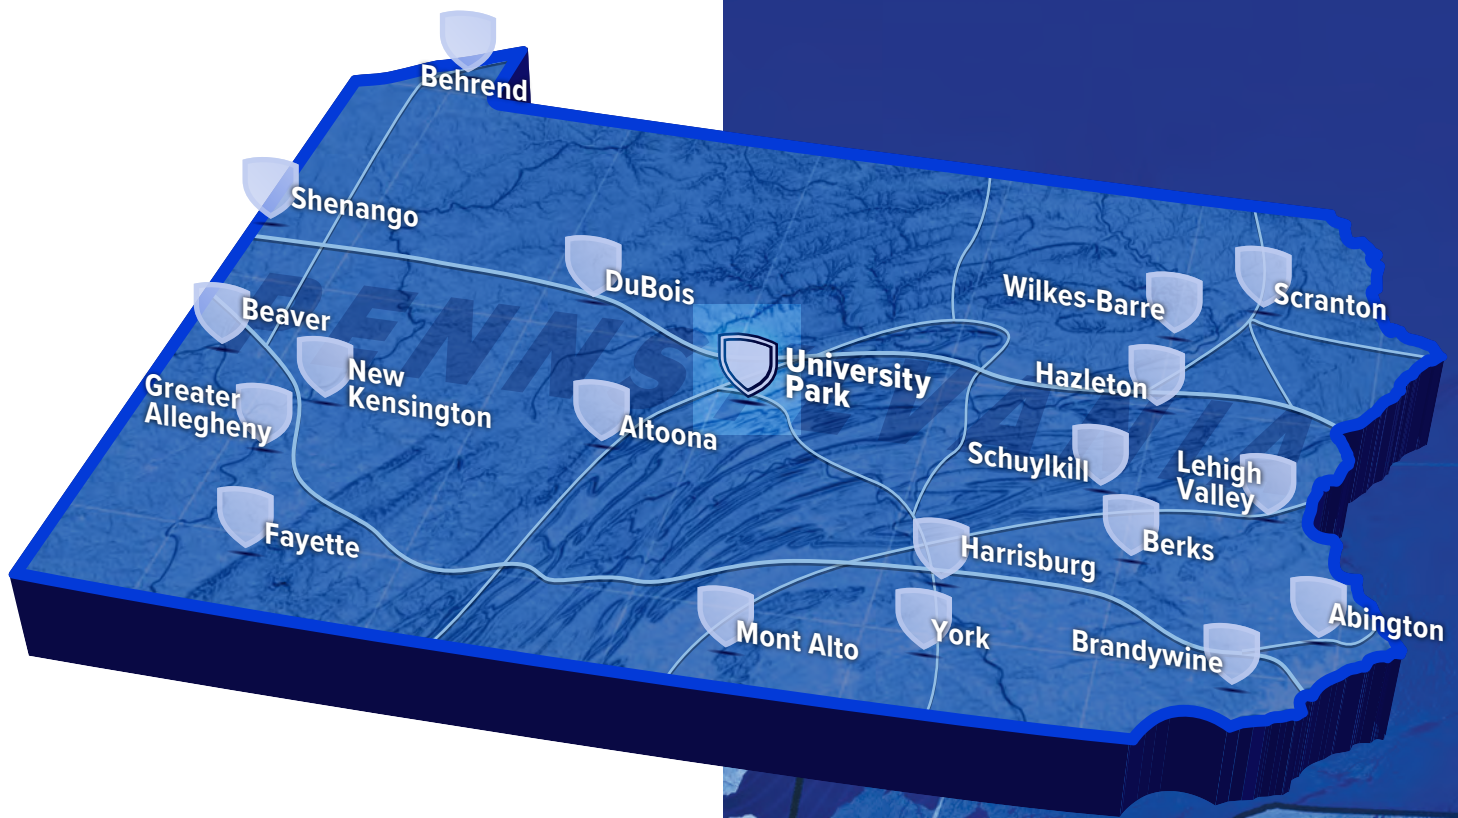 Behrend
Shenango
DuBois
Wilkes-Barre
Scranton
Beaver
PENNSYLVANIA
New
Kensington
University
Park
Hazleton
Greater
Allegheny
Altoona
Schuylkill
Lehigh
Valley
Fayette
Harrisburg
Berks
Mont Alto
York
Brandywine
Abington